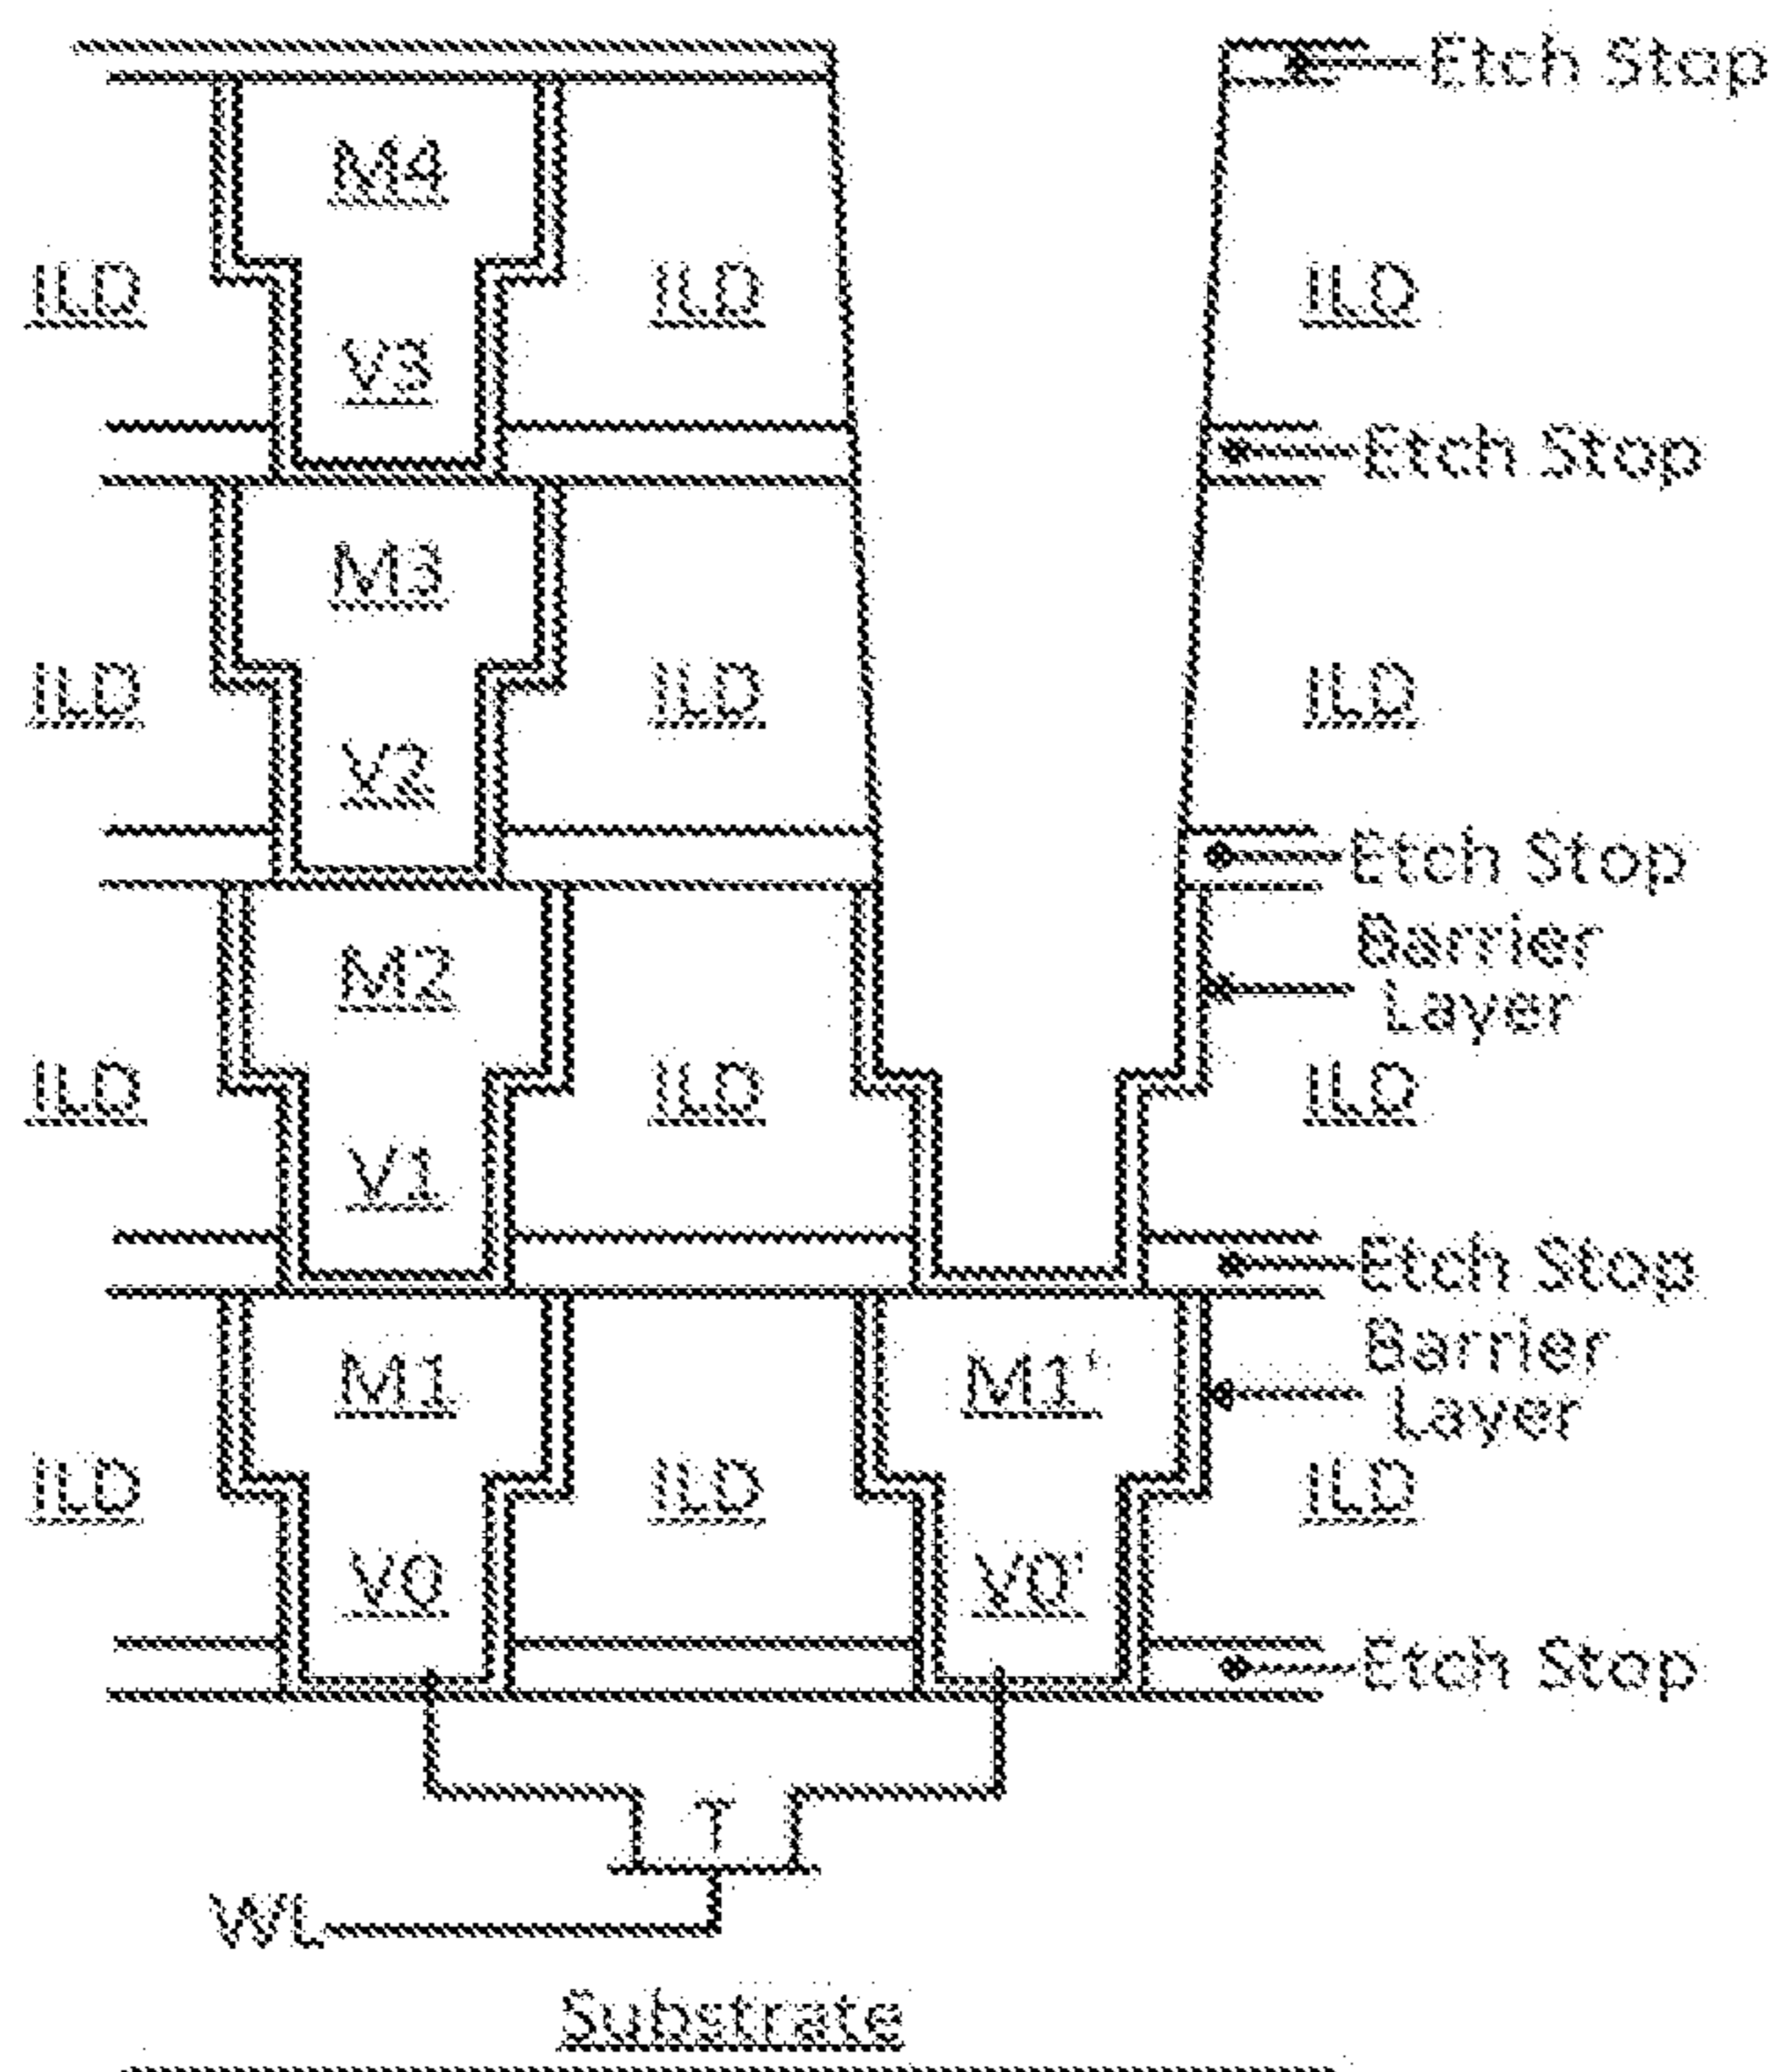 Etch Stop
M4
ILD ILD ILD
V3
Etch Stop
M3
ILD ILD ILD
V2
Etch Stop
Barrier
Layer
M2
ILD ILD ILD
V1
Etch Stop
Barrier
Layer
M1 M1'
ILD ILD ILD
V0 V0'
Etch Stop
T
WL
Substrate